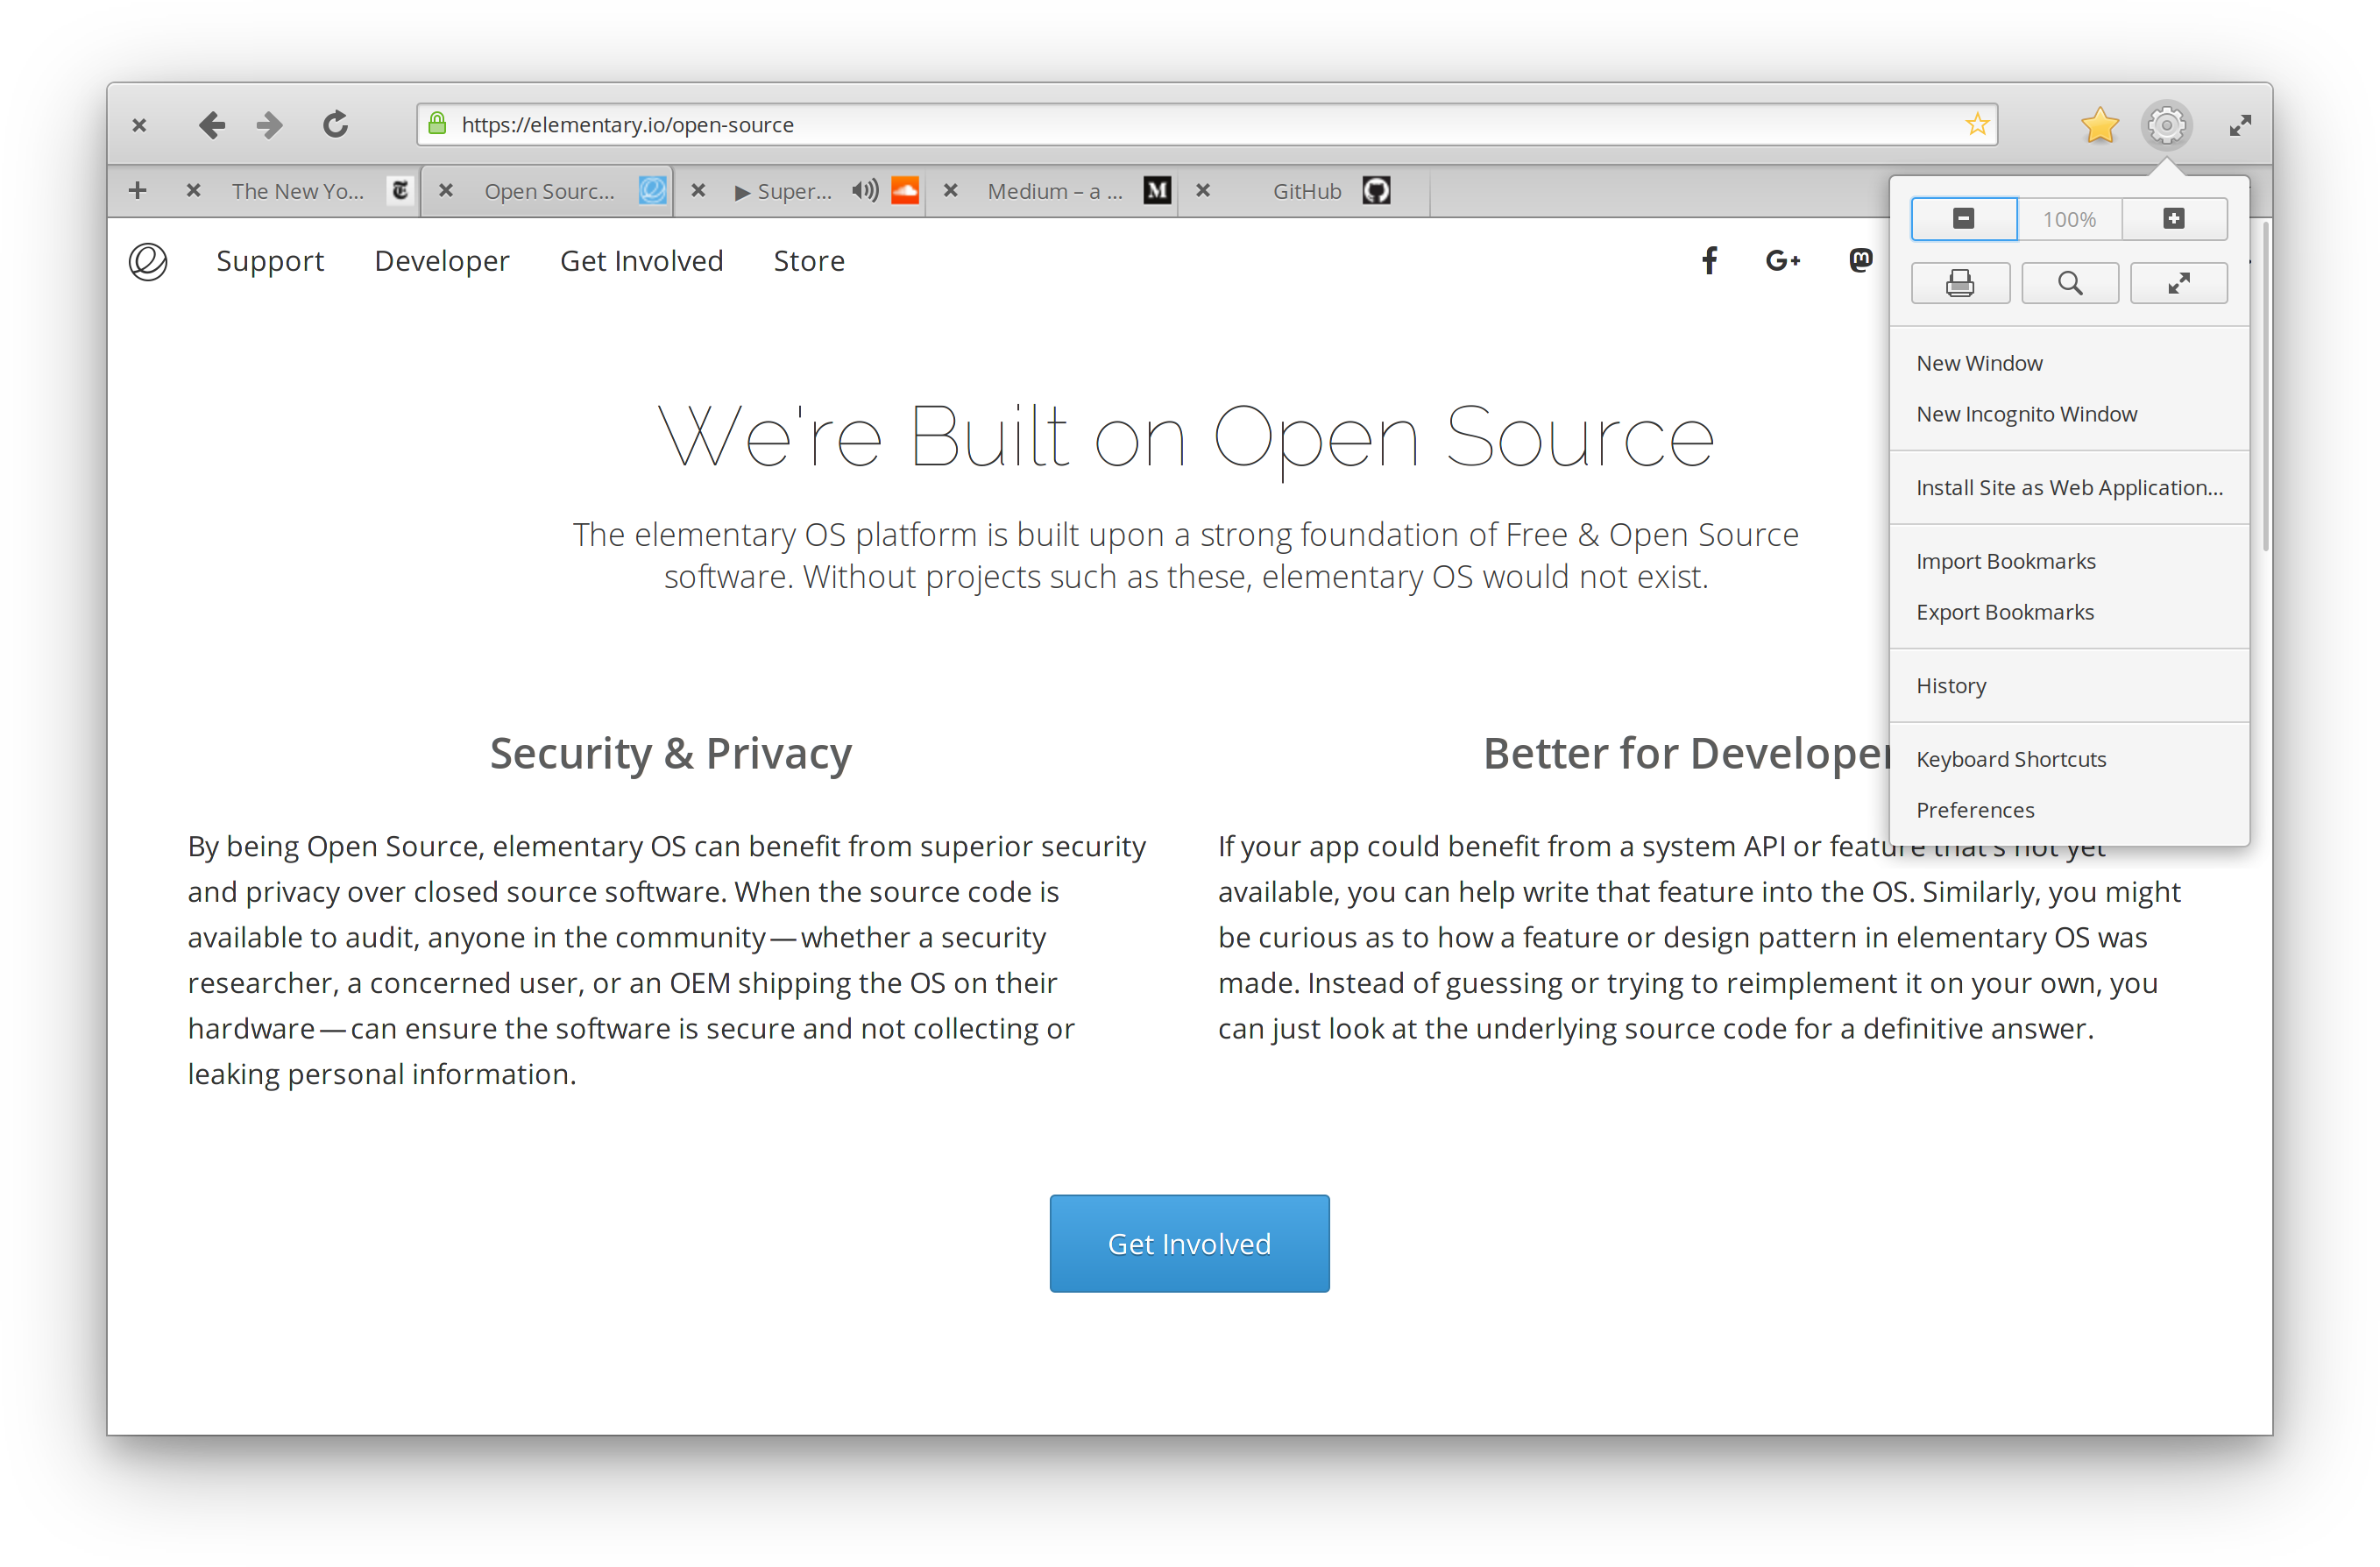 https://elementary.io/open-source
The New Yo...
Open Sourc...
▶ Super...
Medium – a ...
GitHub
100%
Support
Developer
Get Involved
Store
New Window
New Incognito Window
Install Site as Web Application...
Import Bookmarks
Export Bookmarks
History
Keyboard Shortcuts
Preferences
We're Built on Open Source
The elementary OS platform is built upon a strong foundation of Free & Open Source
software. Without projects such as these, elementary OS would not exist.
Security & Privacy
By being Open Source, elementary OS can benefit from superior security
and privacy over closed source software. When the source code is
available to audit, anyone in the community — whether a security
researcher, a concerned user, or an OEM shipping the OS on their
hardware — can ensure the software is secure and not collecting or
leaking personal information.
Better for Developer
If your app could benefit from a system API or feature that's not yet
available, you can help write that feature into the OS. Similarly, you might
be curious as to how a feature or design pattern in elementary OS was
made. Instead of guessing or trying to reimplement it on your own, you
can just look at the underlying source code for a definitive answer.
Get Involved